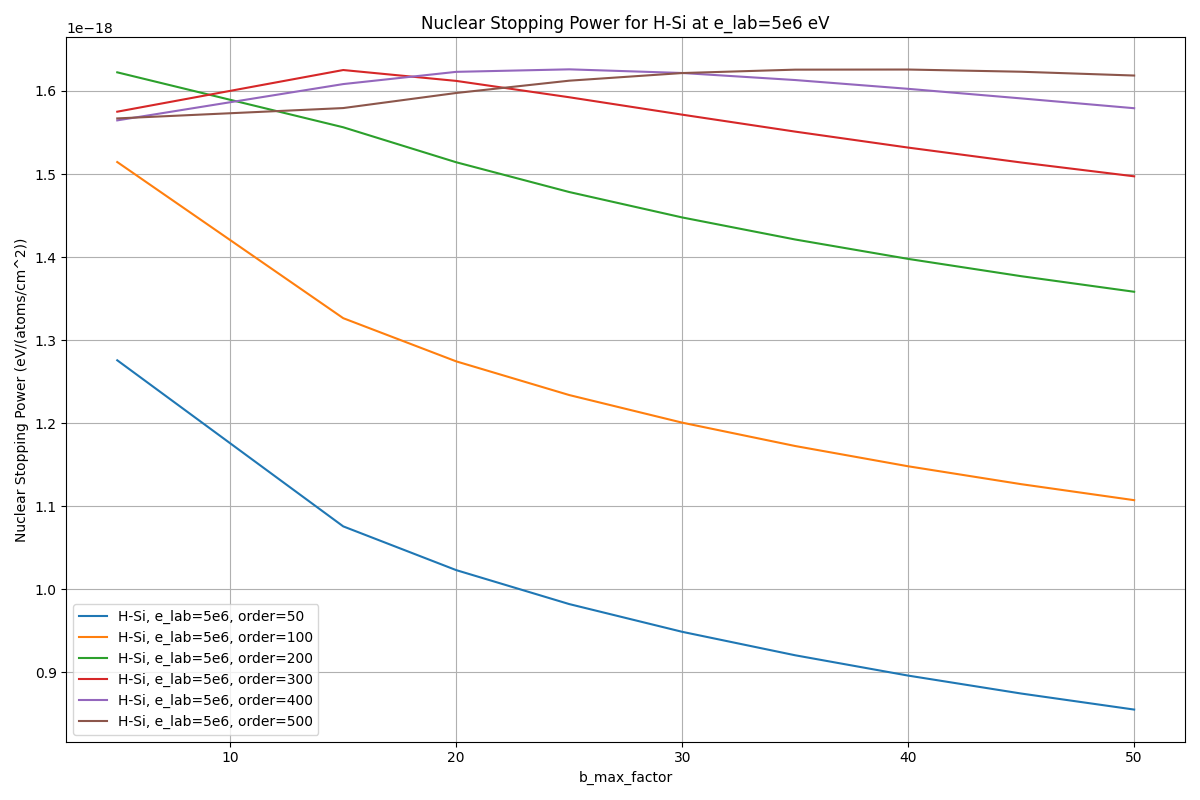 Nuclear Stopping Power for H-Si at e_lab=5e6 eV
1e−18
1.6
1.5
1.4
1.3
1.2
1.1
1.0
0.9
Nuclear Stopping Power (eV/(atoms/cm^2))
H-Si, e_lab=5e6, order=50
H-Si, e_lab=5e6, order=100
H-Si, e_lab=5e6, order=200
H-Si, e_lab=5e6, order=300
H-Si, e_lab=5e6, order=400
H-Si, e_lab=5e6, order=500
10
20
30
40
50
b_max_factor